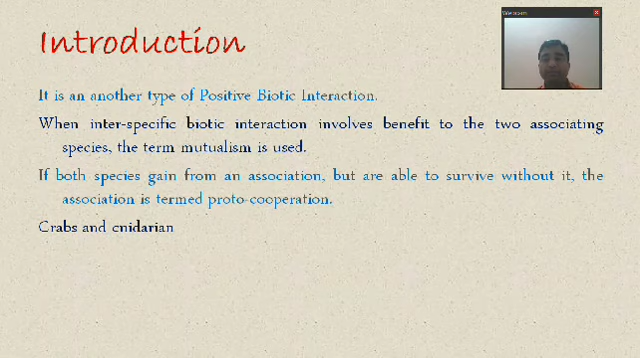 Introduction
It is an another type of Positive Biotic Interaction.
When inter-specific biotic interaction involves benefit to the two associating
species, the term mutualism is used.
If both species gain from an association, but are able to survive without it, the
association is termed proto-cooperation.
Crabs and cnidarian